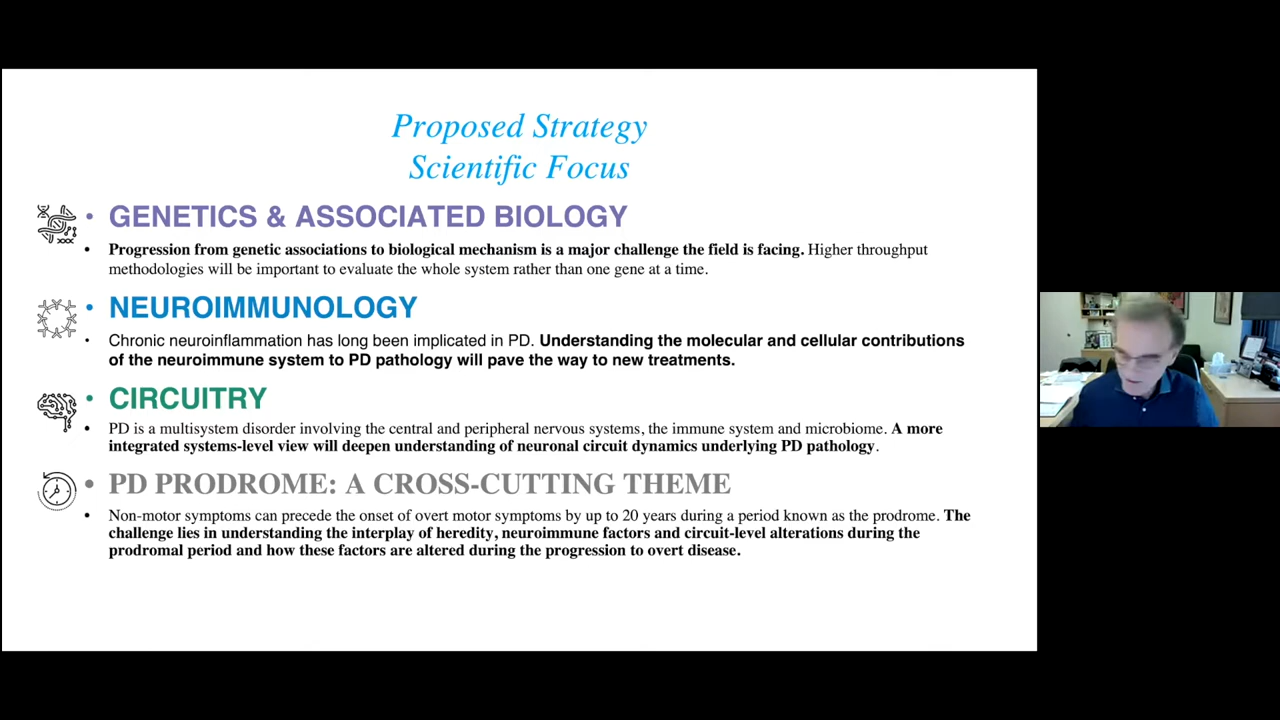 Proposed Strategy
Scientific Focus
• GENETICS & ASSOCIATED BIOLOGY
• Progression from genetic associations to biological mechanism is a major challenge the field is facing. Higher throughput
methodologies will be important to evaluate the whole system rather than one gene at a time.
• NEUROIMMUNOLOGY
• Chronic neuroinflammation has long been implicated in PD. Understanding the molecular and cellular contributions
of the neuroimmune system to PD pathology will pave the way to new treatments.
• CIRCUITRY
• PD is a multisystem disorder involving the central and peripheral nervous systems, the immune system and microbiome. A more
integrated systems-level view will deepen understanding of neuronal circuit dynamics underlying PD pathology.
• PD PRODROME: A CROSS-CUTTING THEME
• Non-motor symptoms can precede the onset of overt motor symptoms by up to 20 years during a period known as the prodrome. The
challenge lies in understanding the interplay of heredity, neuroimmune factors and circuit-level alterations during the
prodromal period and how these factors are altered during the progression to overt disease.